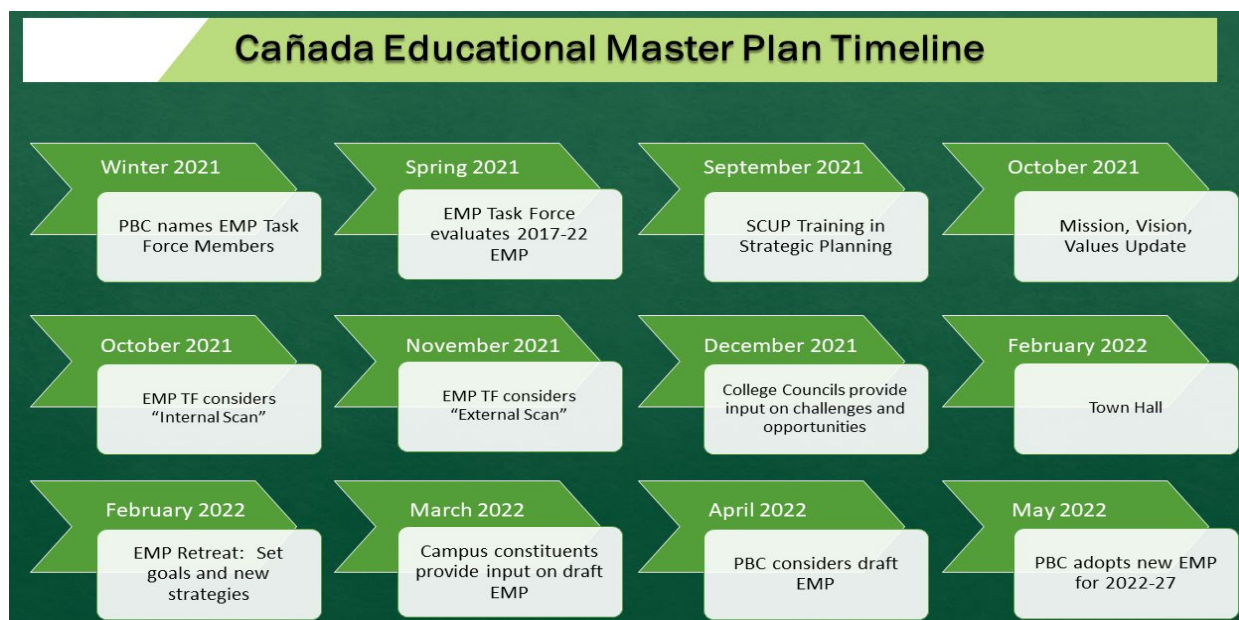 Cañada Educational Master Plan Timeline
Winter 2021
PBC names EMP Task
Force Members
Spring 2021
EMP Task Force
evaluates 2017-22
EMP
September 2021
SCUP Training in
Strategic Planning
October 2021
Mission, Vision,
Values Update
October 2021
EMP TF considers
“Internal Scan”
November 2021
EMP TF considers
“External Scan”
December 2021
College Councils provide
input on challenges and
opportunities
February 2022
Town Hall
February 2022
EMP Retreat:  Set
goals and new
strategies
March 2022
Campus constituents
provide input on draft
EMP
April 2022
PBC considers draft
EMP
May 2022
PBC adopts new EMP
for 2022-27